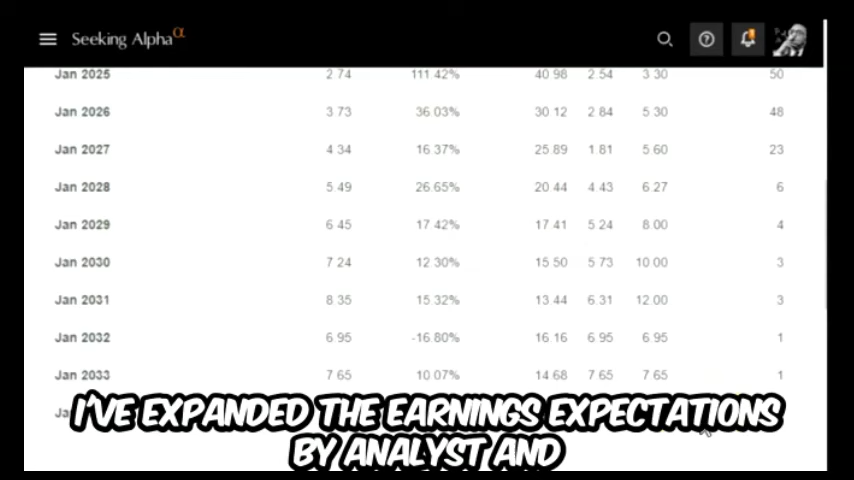 Seeking Alpha α
Jan 2025 2.74 111.42% 40.98 2.54 3.30 50
Jan 2026 3.73 36.03% 30.12 2.84 5.30 48
Jan 2027 4.34 16.37% 25.89 1.81 5.60 23
Jan 2028 5.49 26.65% 20.44 4.43 6.27 6
Jan 2029 6.45 17.42% 17.41 5.24 8.00 4
Jan 2030 7.24 12.30% 15.50 5.73 10.00 3
Jan 2031 8.35 15.32% 13.44 6.31 12.00 3
Jan 2032 6.95 -16.80% 16.16 6.95 6.95 1
Jan 2033 7.65 10.07% 14.68 7.65 7.65 1
I'VE EXPANDED THE EARNINGS EXPECTATIONS
BY ANALYST AND